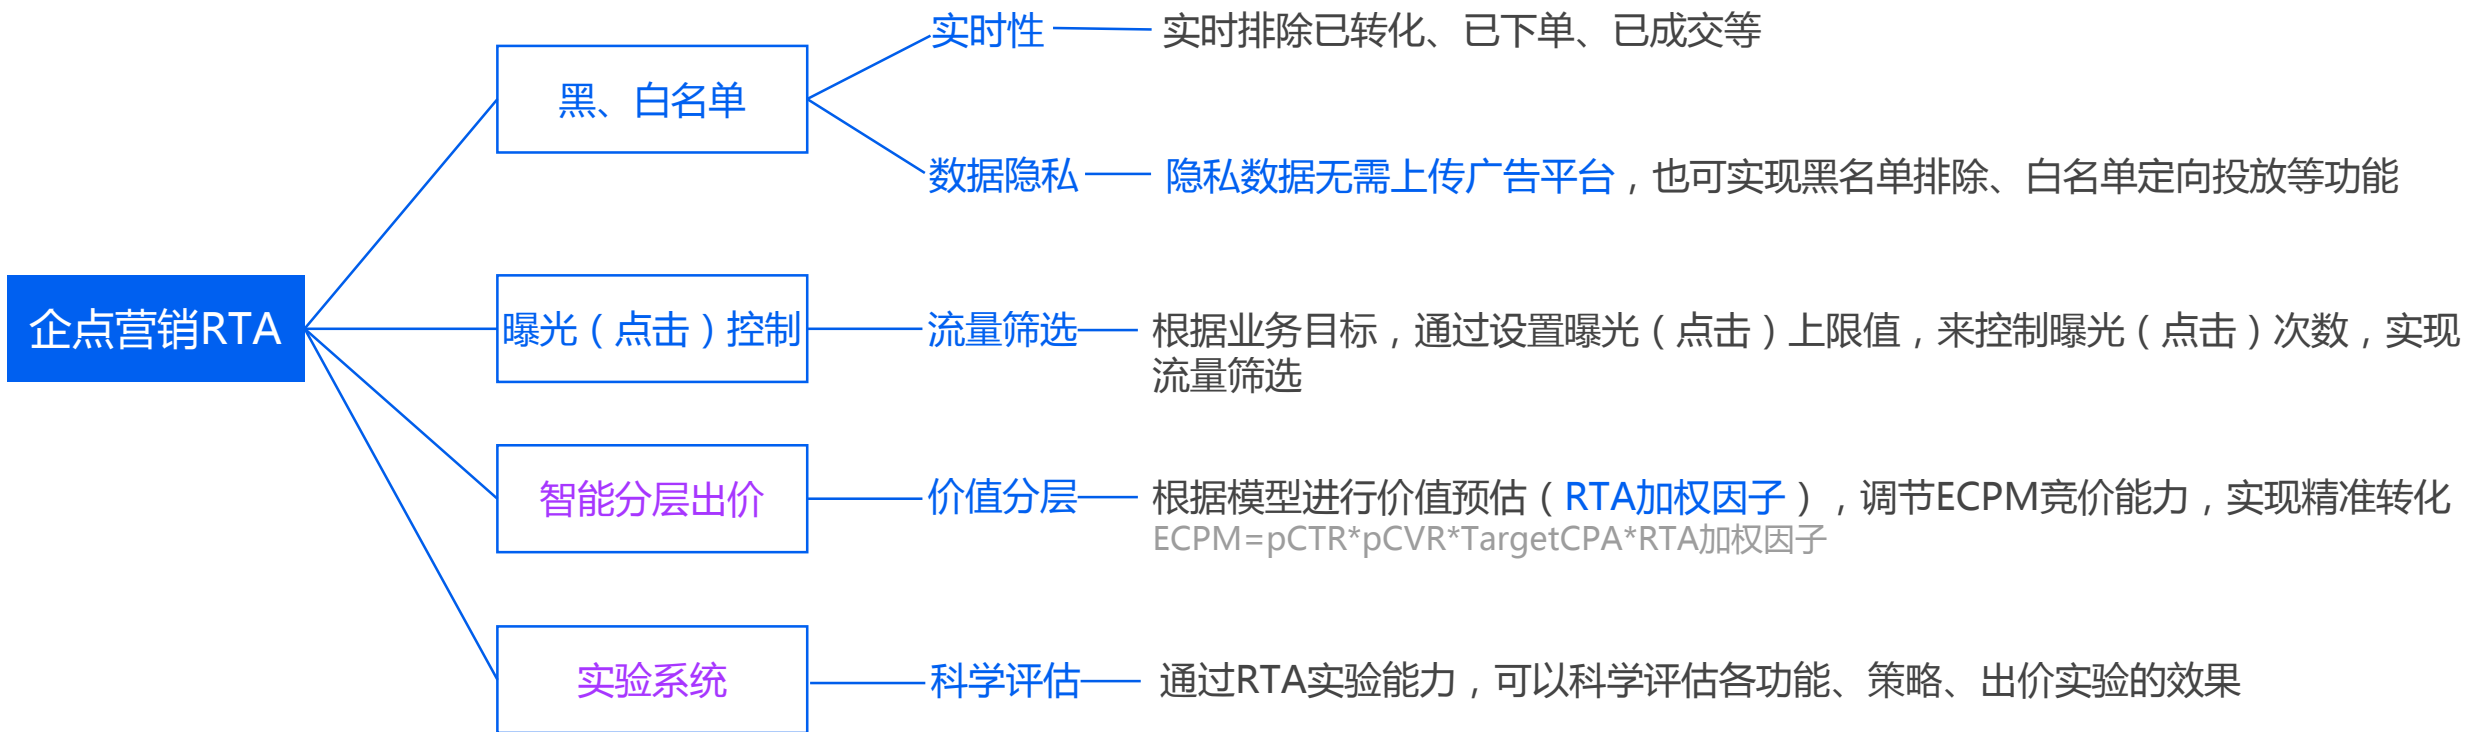 企点营销RTA
黑、白名单
实时性
实时排除已转化、已下单、已成交等
数据隐私
隐私数据无需上传广告平台，也可实现黑名单排除、白名单定向投放等功能
曝光（点击）控制
流量筛选
根据业务目标，通过设置曝光（点击）上限值，来控制曝光（点击）次数，实现
流量筛选
智能分层出价
价值分层
根据模型进行价值预估（RTA加权因子），调节ECPM竞价能力，实现精准转化
ECPM=pCTR*pCVR*TargetCPA*RTA加权因子
实验系统
科学评估
通过RTA实验能力，可以科学评估各功能、策略、出价实验的效果